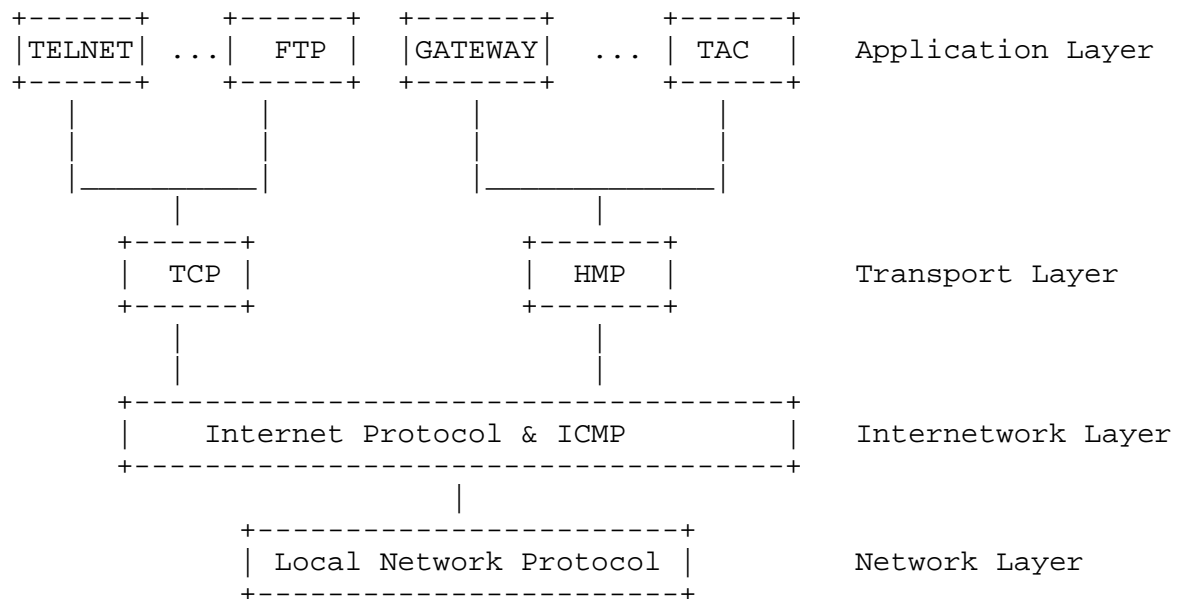 TELNET ... FTP GATEWAY ... TAC Application Layer
TCP HMP Transport Layer
Internet Protocol & ICMP Internetwork Layer
Local Network Protocol Network Layer